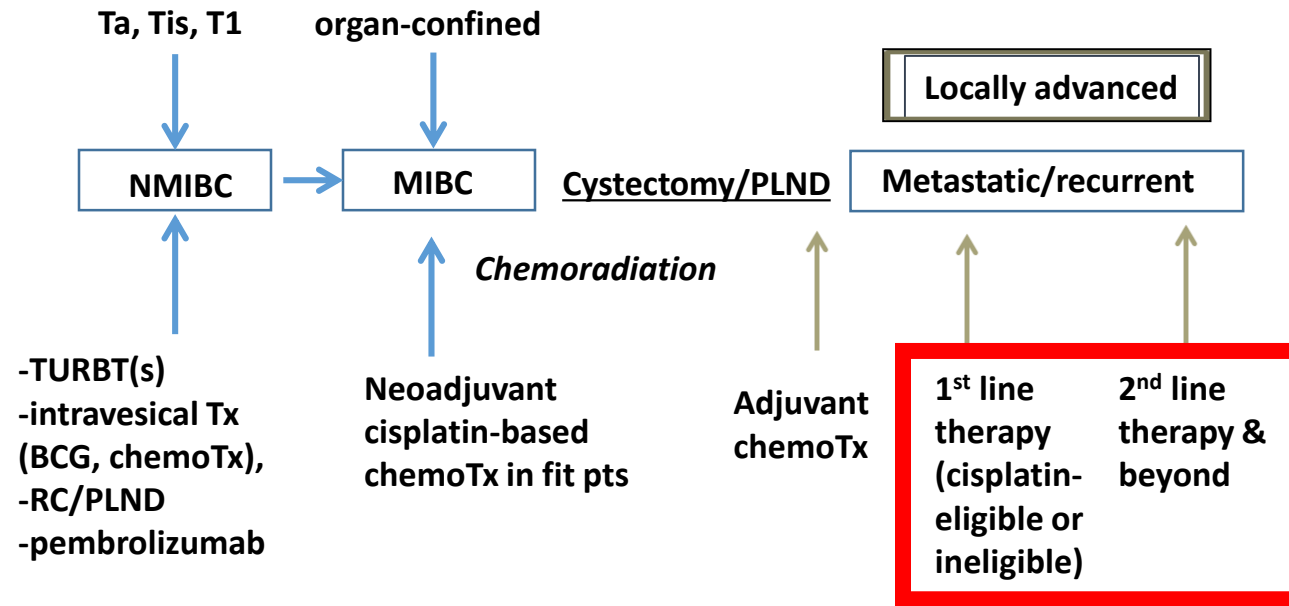 Ta, Tis, T1
organ-confined
Locally advanced
NMIBC
MIBC
Cystectomy/PLND
Metastatic/recurrent
Chemoradiation
-TURBT(s)
-intravesical Tx
(BCG, chemoTx),
-RC/PLND
-pembrolizumab
Neoadjuvant
cisplatin-based
chemoTx in fit pts
Adjuvant
chemoTx
1st line
therapy
(cisplatin-
eligible or
ineligible)
2nd line
therapy &
beyond